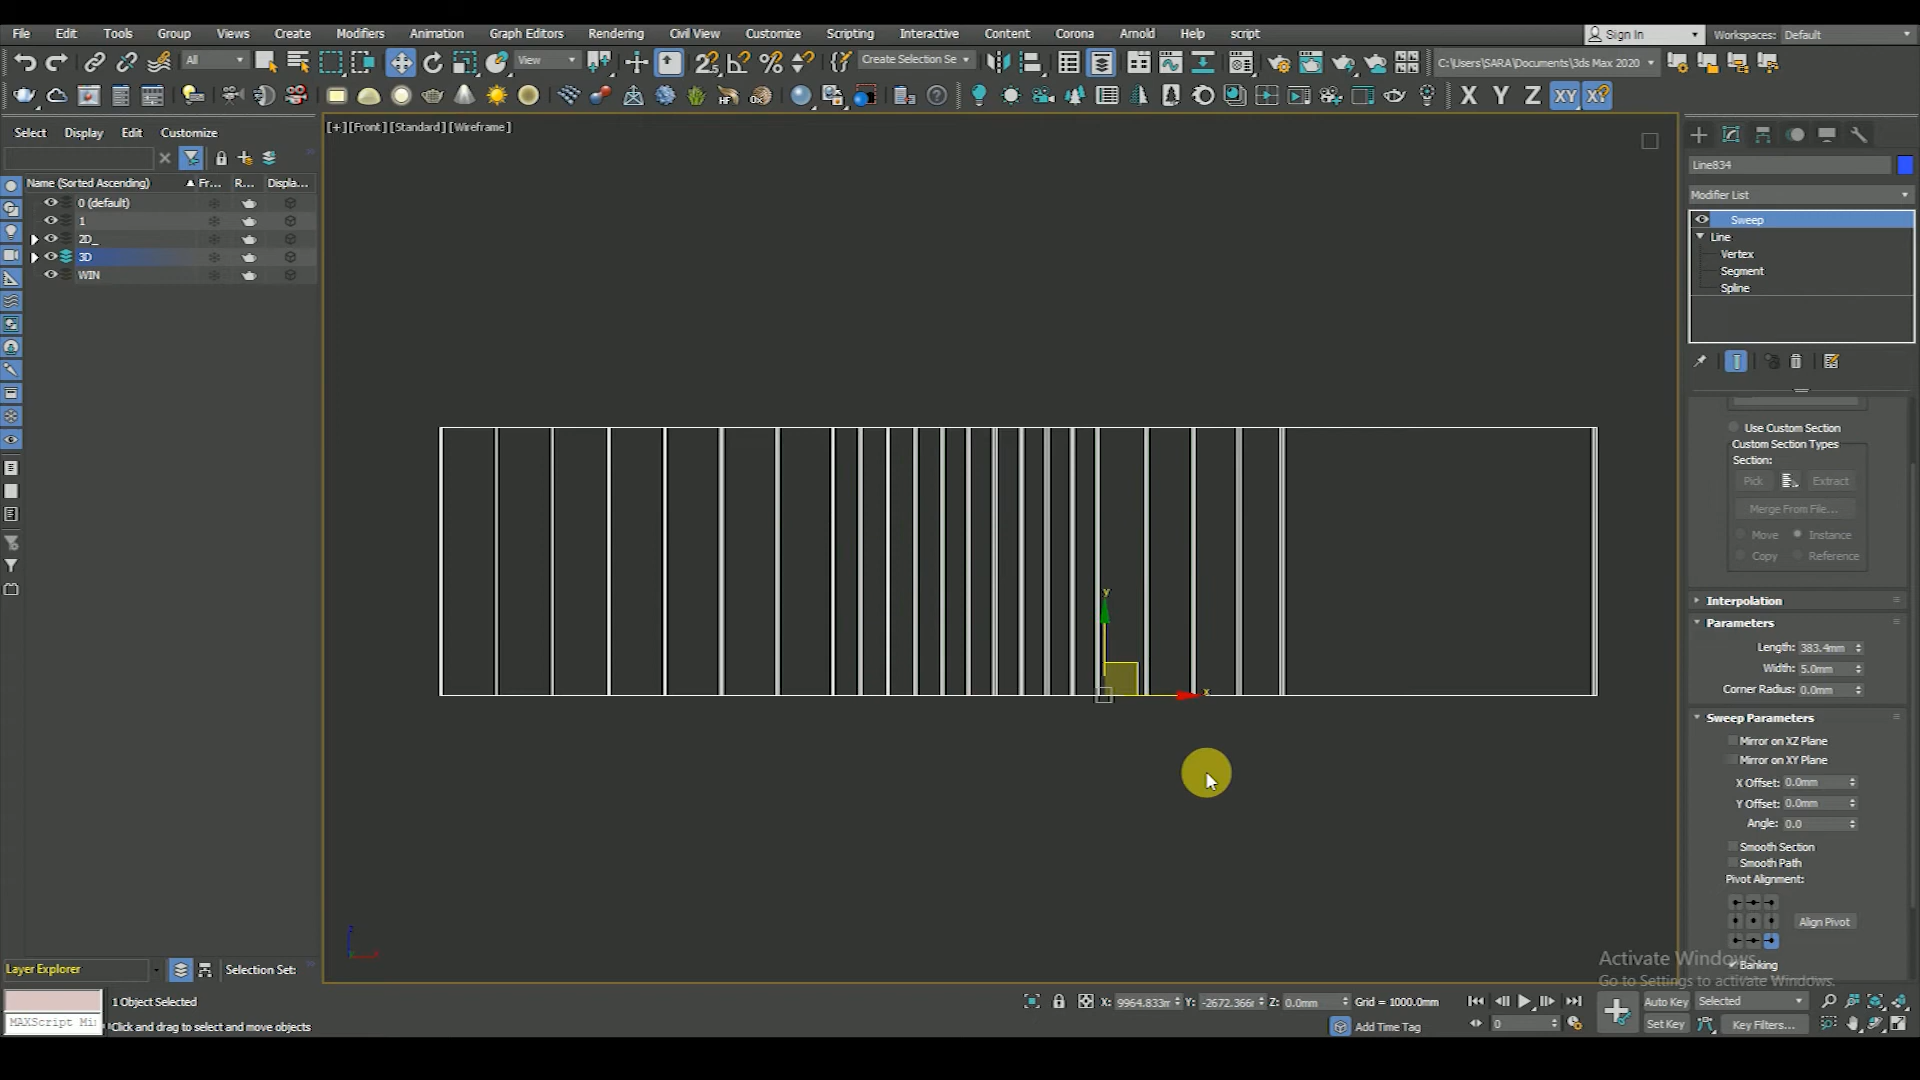 File Edit Tools Group Views Create Modifiers Animation Graph Editors Rendering Civil View Customize Scripting Interactive Content Corona Arnold Help script Sign In Workspaces: Default
All View Create Selection Se C:\Users\SARA\Documents\3ds Max 2020
X Y Z XY XY
Select Display Edit Customize
[+] [Front] [Standard] [Wireframe]
Line834
Name (Sorted Ascending) Fr... R... Displa...
Modifier List
0 (default)
1
2D_
3D
WIN
Sweep
Line
Vertex
Segment
Spline
Use Custom Section
Custom Section Types
Section:
Pick Extract
Merge From File...
Move Instance
Copy Reference
Interpolation
Parameters
Length: 383.4mm
Width: 5.0mm
Corner Radius: 0.0mm
Sweep Parameters
Mirror on XZ Plane
Mirror on XY Plane
X Offset: 0.0mm
Y Offset: 0.0mm
Angle: 0.0
Smooth Section
Smooth Path
Pivot Alignment:
Align Pivot
Banking
y
x
Activate Windows
Go to Settings to activate Windows.
Layer Explorer Selection Set:
1 Object Selected X: 9964.833m Y: -2672.366m Z: 0.0mm Grid = 1000.0mm Auto Key Selected
MAXScript Mi Click and drag to select and move objects Add Time Tag 0 Set Key Key Filters...